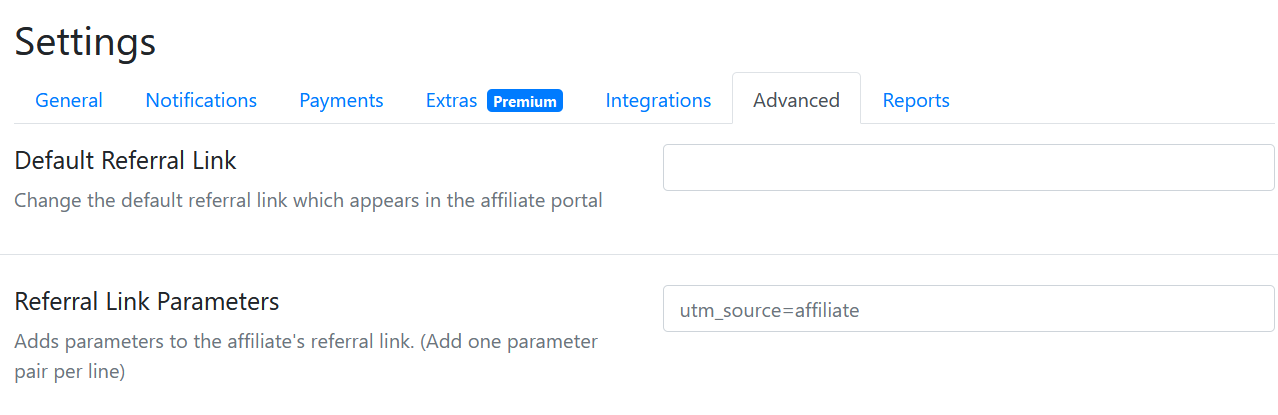 Settings
General Notifications Payments Extras Premium Integrations Advanced Reports
Default Referral Link
Change the default referral link which appears in the affiliate portal
Referral Link Parameters
utm_source=affiliate
Adds parameters to the affiliate's referral link. (Add one parameter
pair per line)